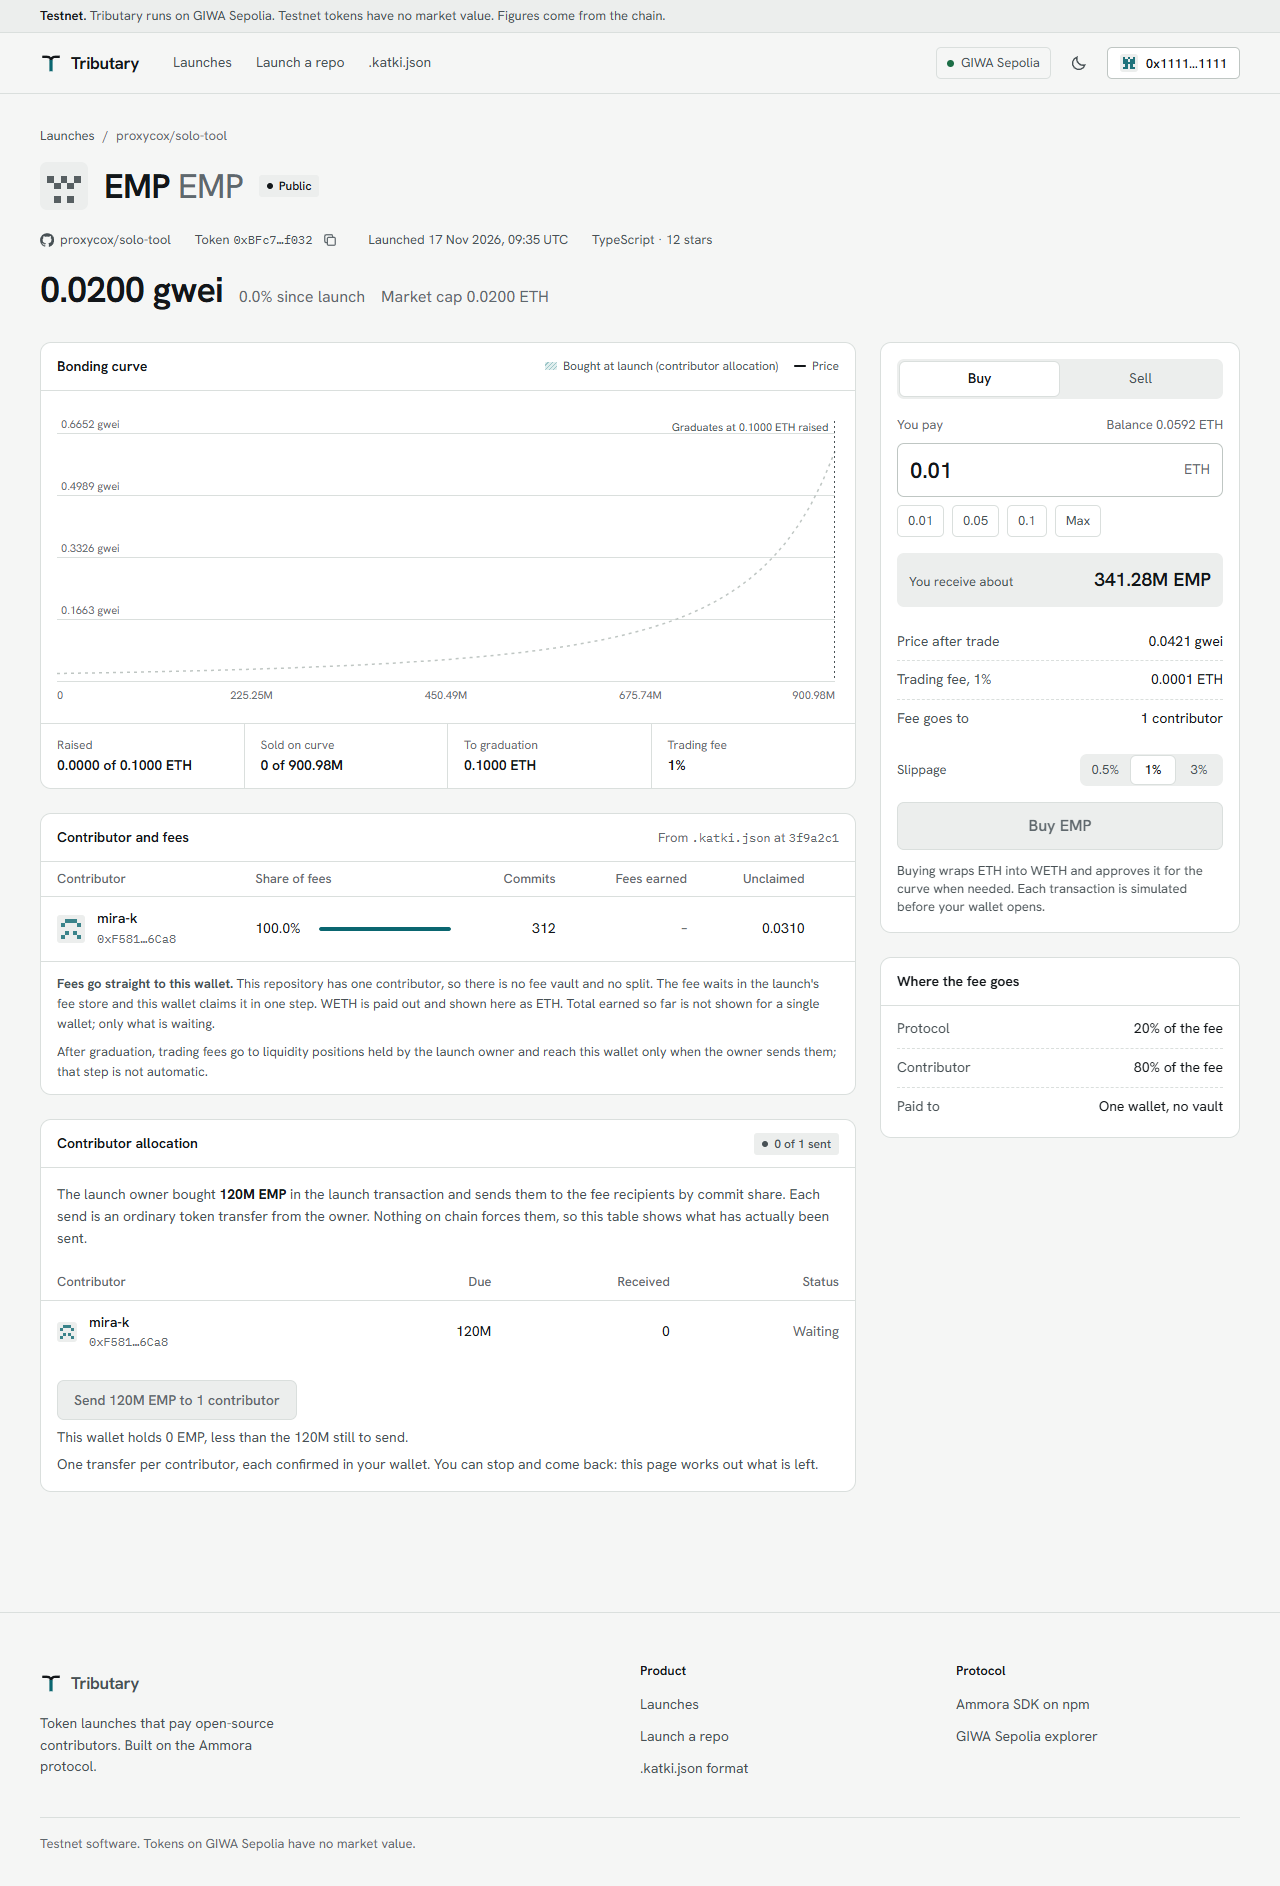 Testnet. Tributary runs on GIWA Sepolia. Testnet tokens have no market value. Figures come from the chain.
Tributary
Launches
Launch a repo
.katki.json
GIWA Sepolia
0x1111…1111
Launches / proxycox/solo-tool
EMP EMP
Public
proxycox/solo-tool
Token 0xBFc7…f032
Launched 17 Nov 2026, 09:35 UTC
TypeScript · 12 stars
0.0200 gwei
0.0% since launch
Market cap 0.0200 ETH
Bonding curve
Bought at launch (contributor allocation)
Price
0.6652 gwei
Graduates at 0.1000 ETH raised
0.4989 gwei
0.3326 gwei
0.1663 gwei
0
225.25M
450.49M
675.74M
900.98M
Raised
0.0000 of 0.1000 ETH
Sold on curve
0 of 900.98M
To graduation
0.1000 ETH
Trading fee
1%
Contributor and fees
From .katki.json at 3f9a2c1
Contributor
Share of fees
Commits
Fees earned
Unclaimed
mira-k
0xF581…6Ca8
100.0%
312
–
0.0310
Fees go straight to this wallet. This repository has one contributor, so there is no fee vault and no split. The fee waits in the launch's
fee store and this wallet claims it in one step. WETH is paid out and shown here as ETH. Total earned so far is not shown for a single
wallet; only what is waiting.
After graduation, trading fees go to liquidity positions held by the launch owner and reach this wallet only when the owner sends them;
that step is not automatic.
Contributor allocation
0 of 1 sent
The launch owner bought 120M EMP in the launch transaction and sends them to the fee recipients by commit share. Each
send is an ordinary token transfer from the owner. Nothing on chain forces them, so this table shows what has actually been
sent.
Contributor
Due
Received
Status
mira-k
0xF581…6Ca8
120M
0
Waiting
Send 120M EMP to 1 contributor
This wallet holds 0 EMP, less than the 120M still to send.
One transfer per contributor, each confirmed in your wallet. You can stop and come back: this page works out what is left.
Buy
Sell
You pay
Balance 0.0592 ETH
0.01
ETH
0.01
0.05
0.1
Max
You receive about
341.28M EMP
Price after trade
0.0421 gwei
Trading fee, 1%
0.0001 ETH
Fee goes to
1 contributor
Slippage
0.5%
1%
3%
Buy EMP
Buying wraps ETH into WETH and approves it for the
curve when needed. Each transaction is simulated
before your wallet opens.
Where the fee goes
Protocol
20% of the fee
Contributor
80% of the fee
Paid to
One wallet, no vault
Tributary
Token launches that pay open-source
contributors. Built on the Ammora
protocol.
Product
Launches
Launch a repo
.katki.json format
Protocol
Ammora SDK on npm
GIWA Sepolia explorer
Testnet software. Tokens on GIWA Sepolia have no market value.